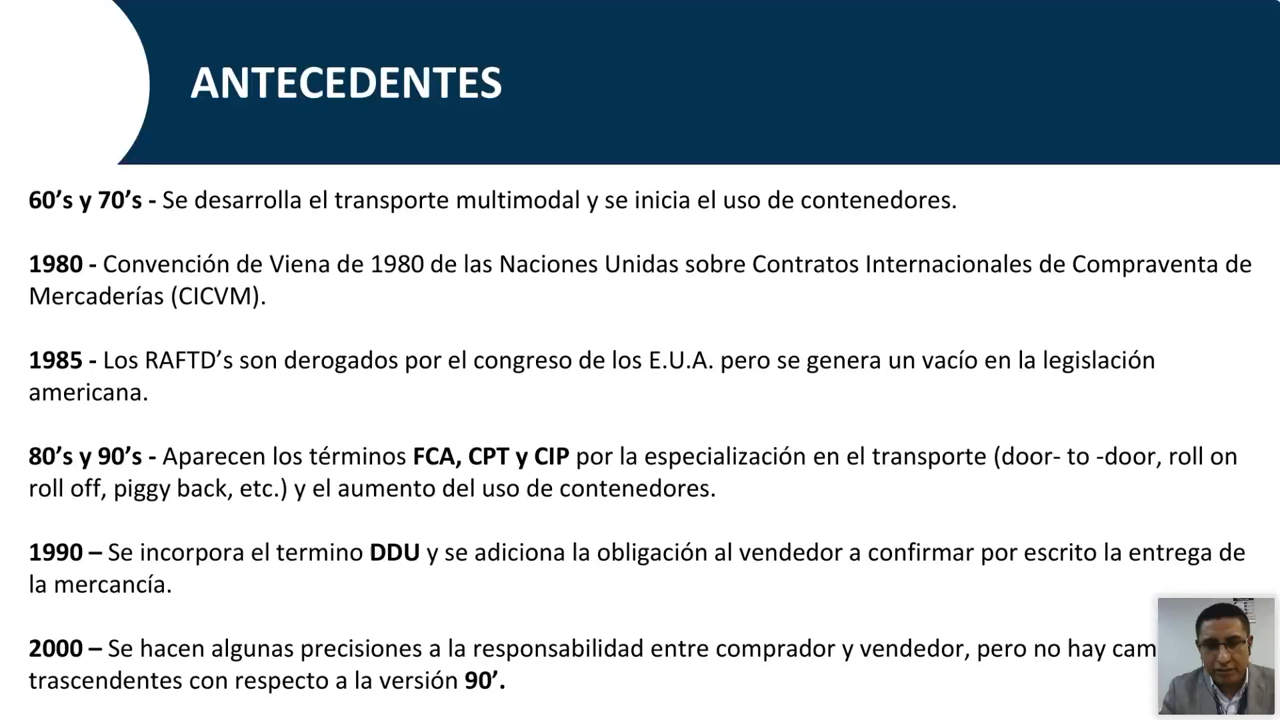 ANTECEDENTES
60’s y 70’s - Se desarrolla el transporte multimodal y se inicia el uso de contenedores.
1980 - Convención de Viena de 1980 de las Naciones Unidas sobre Contratos Internacionales de Compraventa de
Mercaderías (CICVM).
1985 - Los RAFTD’s son derogados por el congreso de los E.U.A. pero se genera un vacío en la legislación
americana.
80’s y 90’s - Aparecen los términos FCA, CPT y CIP por la especialización en el transporte (door- to -door, roll on
roll off, piggy back, etc.) y el aumento del uso de contenedores.
1990 – Se incorpora el termino DDU y se adiciona la obligación al vendedor a confirmar por escrito la entrega de
la mercancía.
2000 – Se hacen algunas precisiones a la responsabilidad entre comprador y vendedor, pero no hay cam
trascendentes con respecto a la versión 90’.